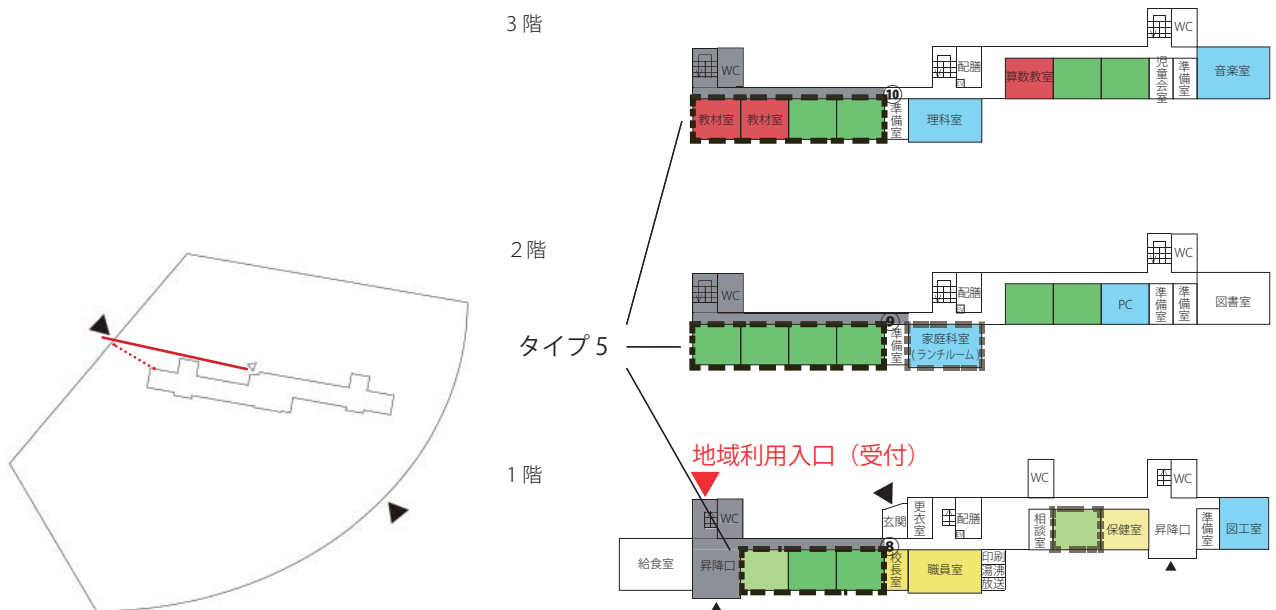 3階
WC
WC
配膳
EV
教材室
教材室
⑩
準備室
理科室
算数教室
児童会室
準備室
音楽室
2階
WC
WC
配膳
EV
⑨
準備室
家庭科室
(ランチルーム)
PC
準備室
準備室
図書室
タイプ5
1階
地域利用入口（受付）
WC
WC
WC
玄関
更衣室
配膳
EV
給食室
昇降口
⑧
校長室
職員室
印刷
湯沸
放送
相談室
保健室
昇降口
準備室
図工室